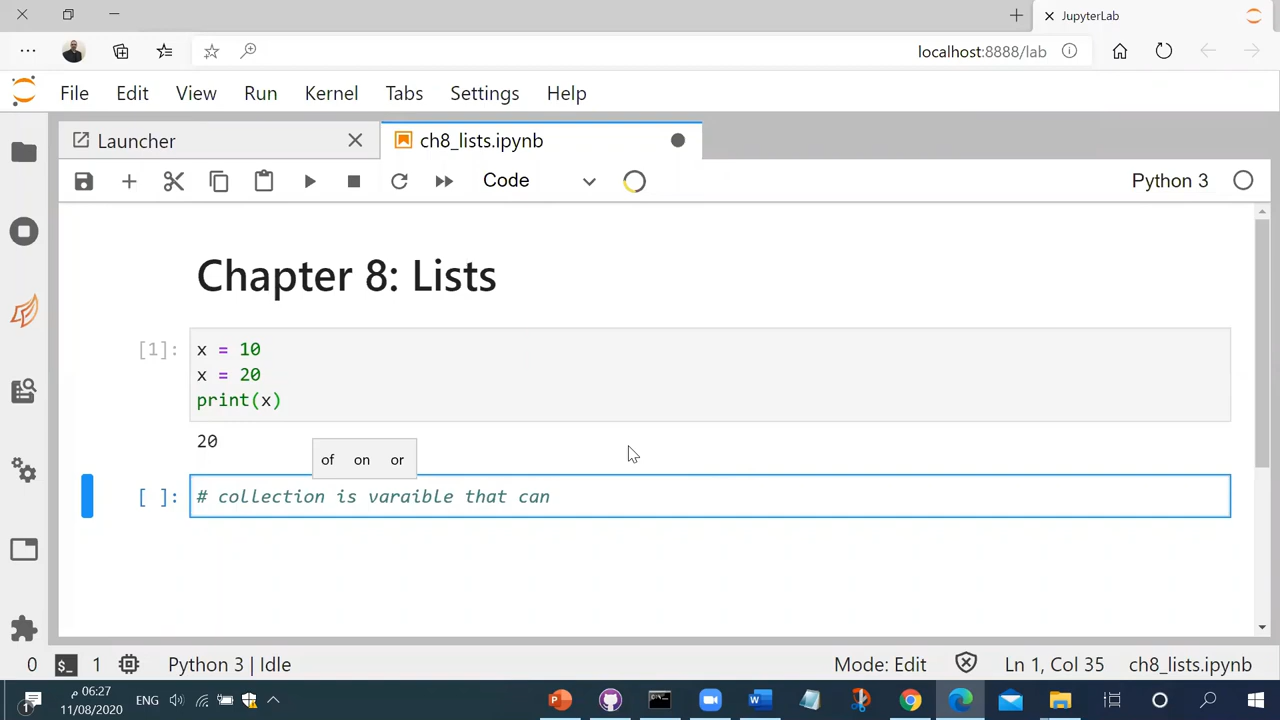 JupyterLab
localhost:8888/lab
File Edit View Run Kernel Tabs Settings Help
Launcher
ch8_lists.ipynb
Code
Python 3
Chapter 8: Lists
[1]:
x = 10
x = 20
print(x)
20
of on or
[ ]:
# collection is varaible that can
0
1
Python 3 | Idle
Mode: Edit
Ln 1, Col 35
ch8_lists.ipynb
1
ENG
06:27 م
11/08/2020